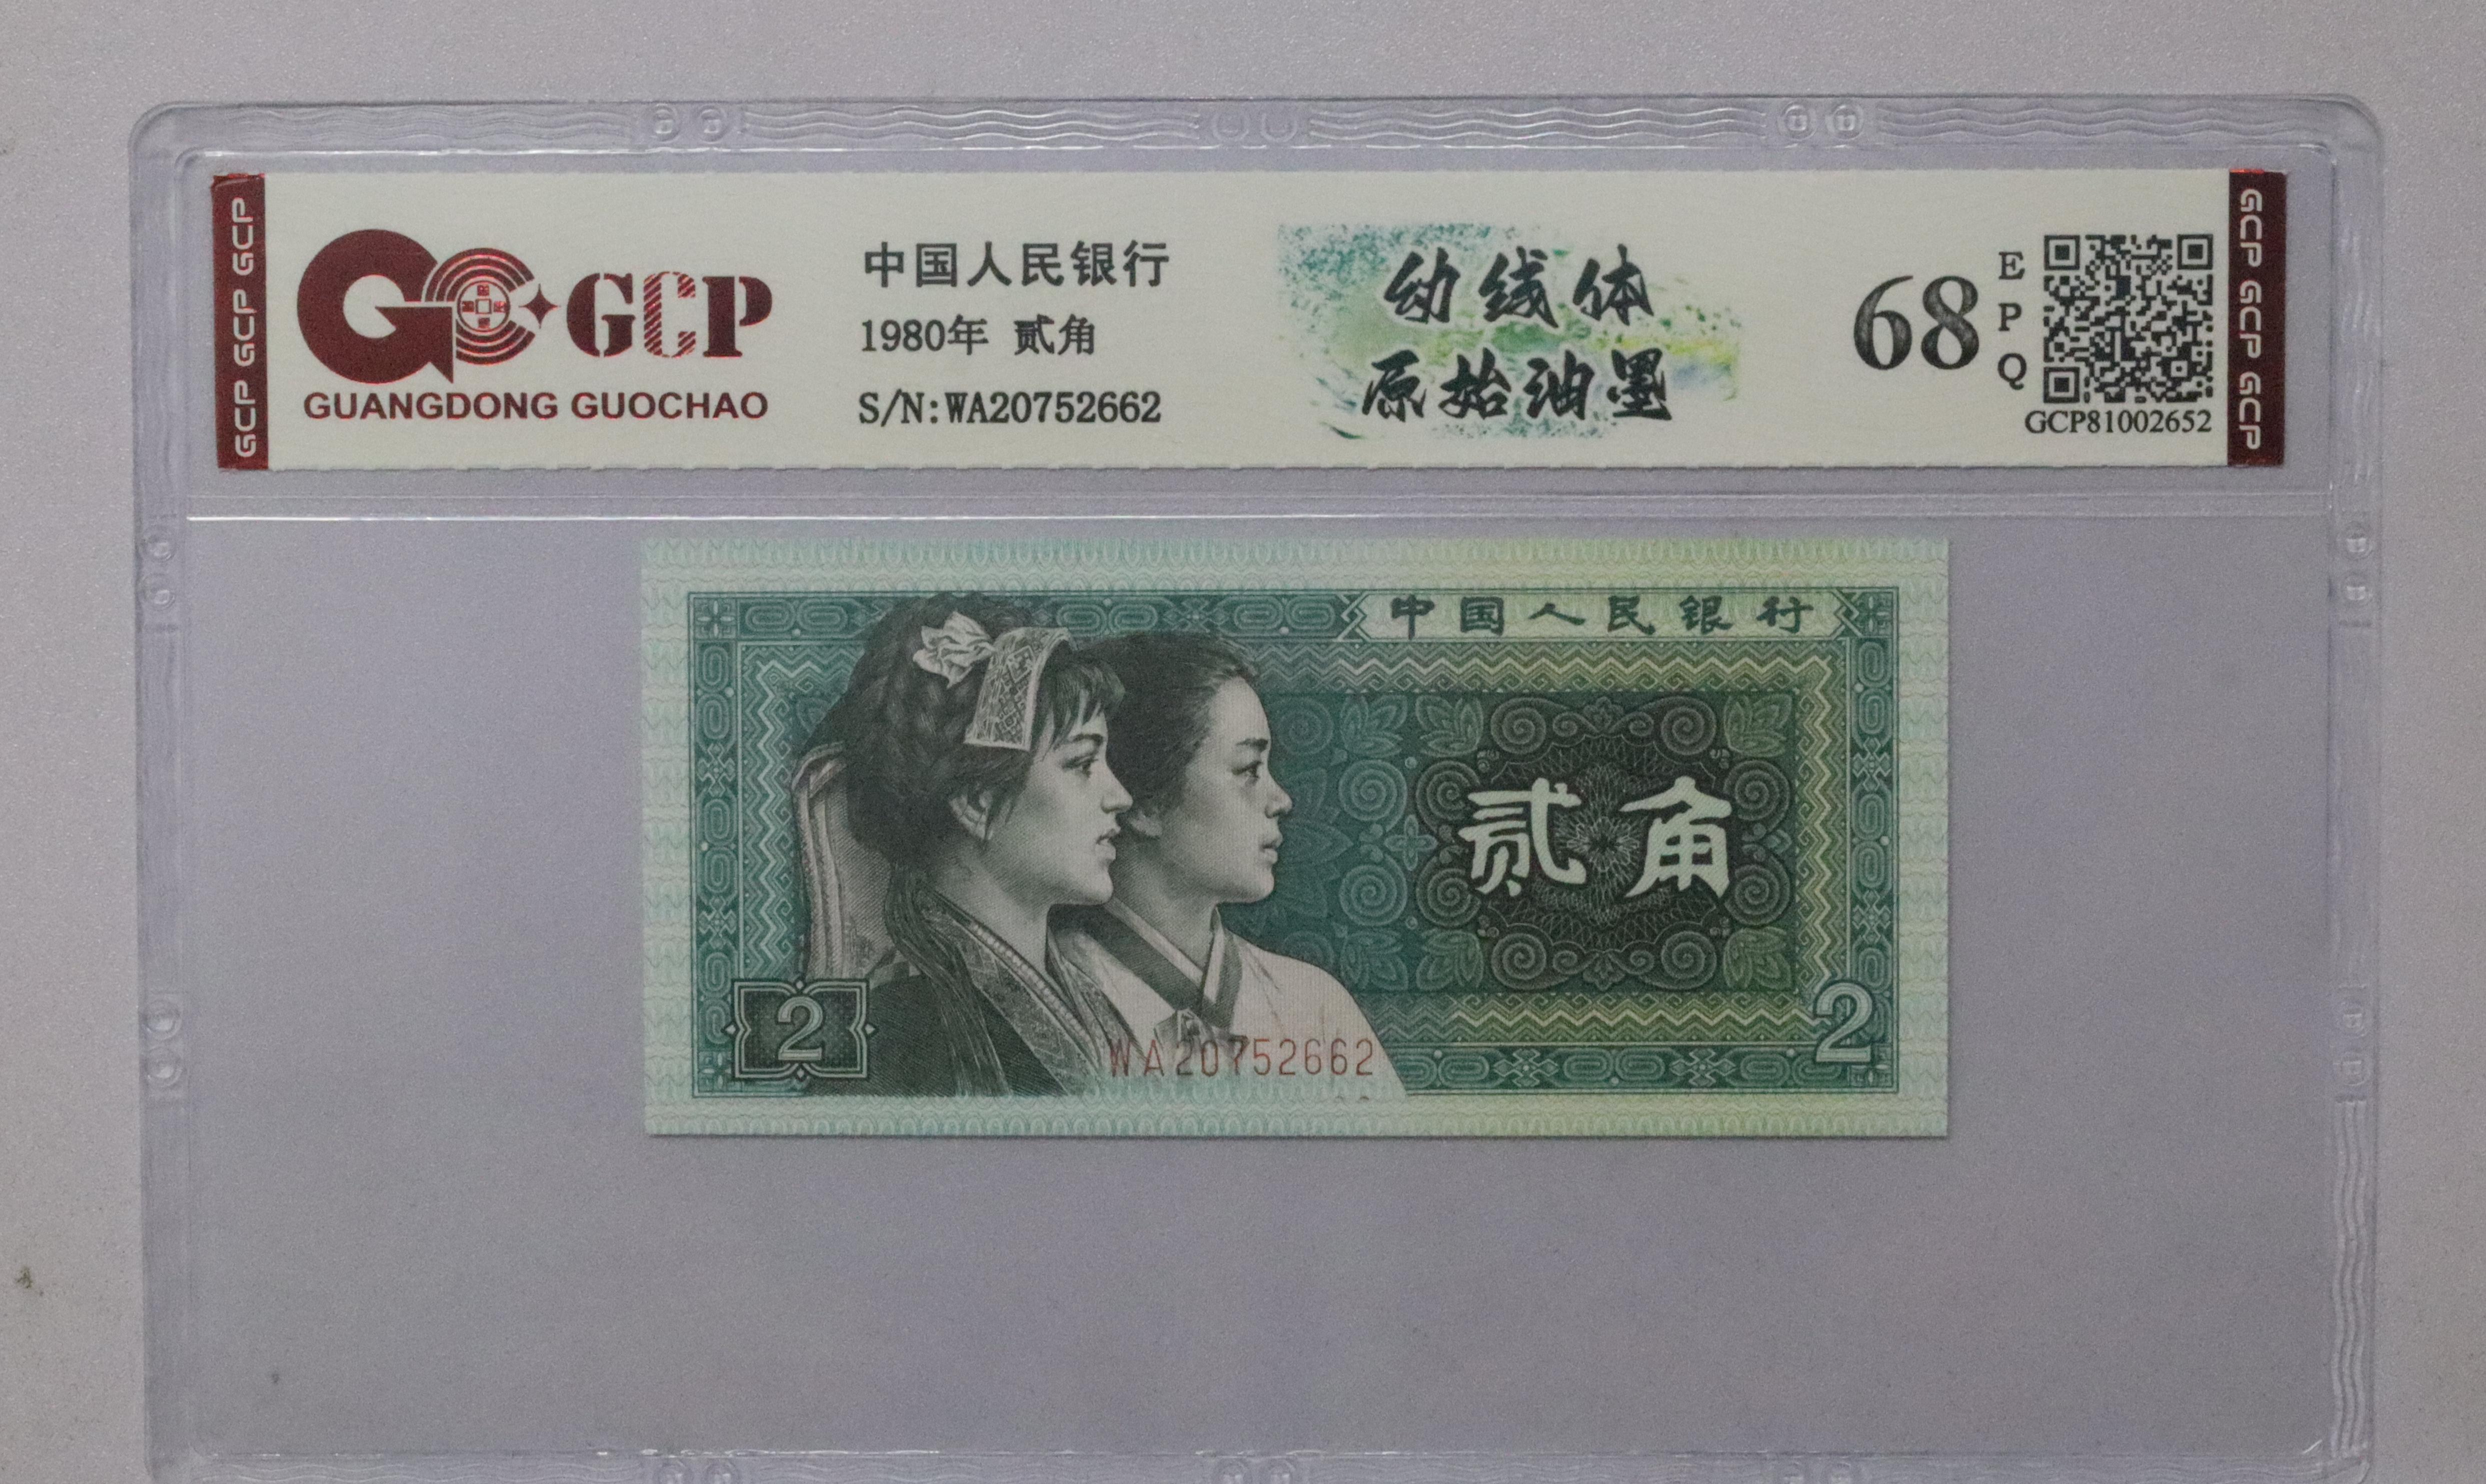 GCP GCP GCP
GCP
GUANGDONG GUOCHAO
中国人民银行
1980年 贰角
S/N:WA20752662
幼线体
原始油墨
68
EPQ
GCP81002652
GCP GCP GCP
中国人民银行
贰角
2
2
WA20752662